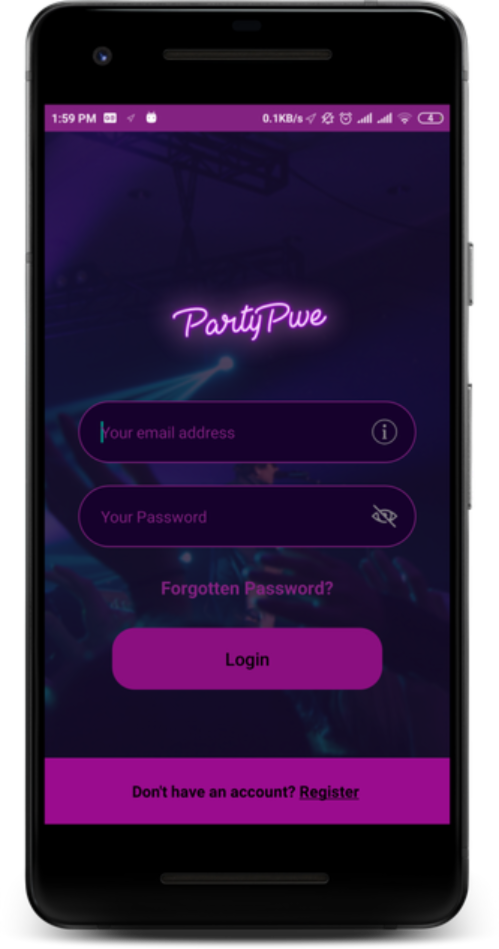 1:59 PM 0.1KB/s 4
PartyPwe
Your email address
Your Password
Forgotten Password?
Login
Don't have an account? Register